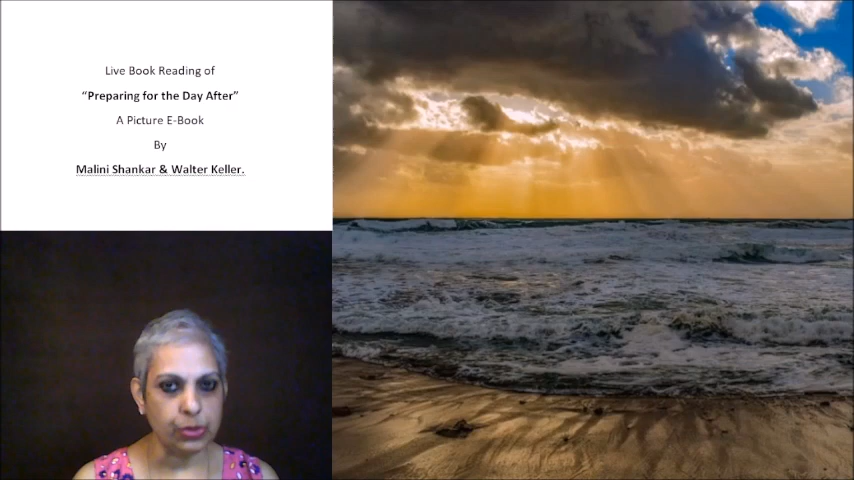 Live Book Reading of
“Preparing for the Day After”
A Picture E-Book
By
Malini Shankar & Walter Keller.